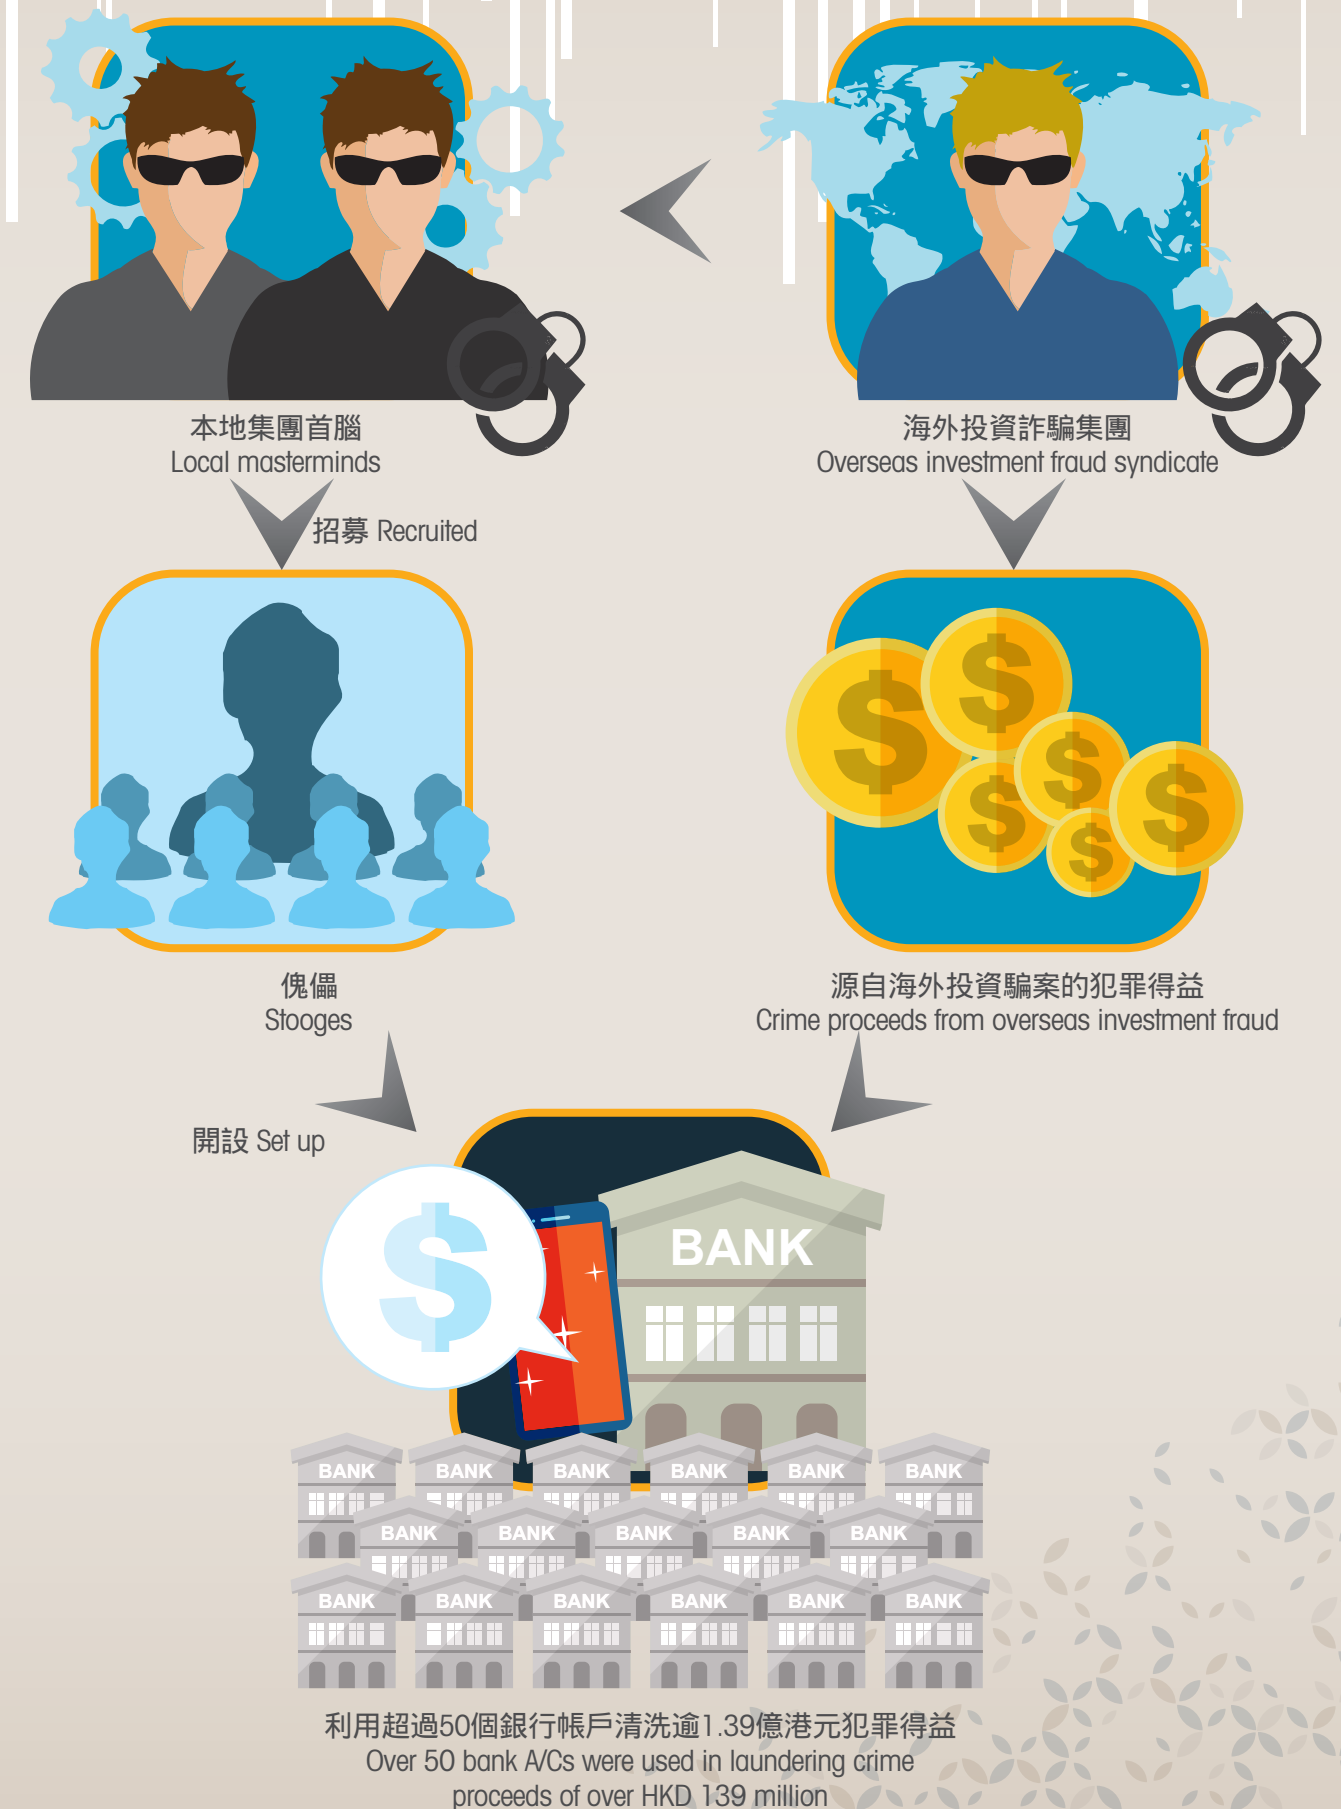 本地集團首腦
Local masterminds
海外投資詐騙集團
Overseas investment fraud syndicate
招募 Recruited
傀儡
Stooges
源自海外投資騙案的犯罪得益
Crime proceeds from overseas investment fraud
開設 Set up
BANK
BANK BANK BANK BANK BANK BANK
BANK BANK BANK BANK BANK
BANK BANK BANK BANK BANK BANK
利用超過50個銀行帳戶清洗逾1.39億港元犯罪得益
Over 50 bank A/Cs were used in laundering crime
proceeds of over HKD 139 million